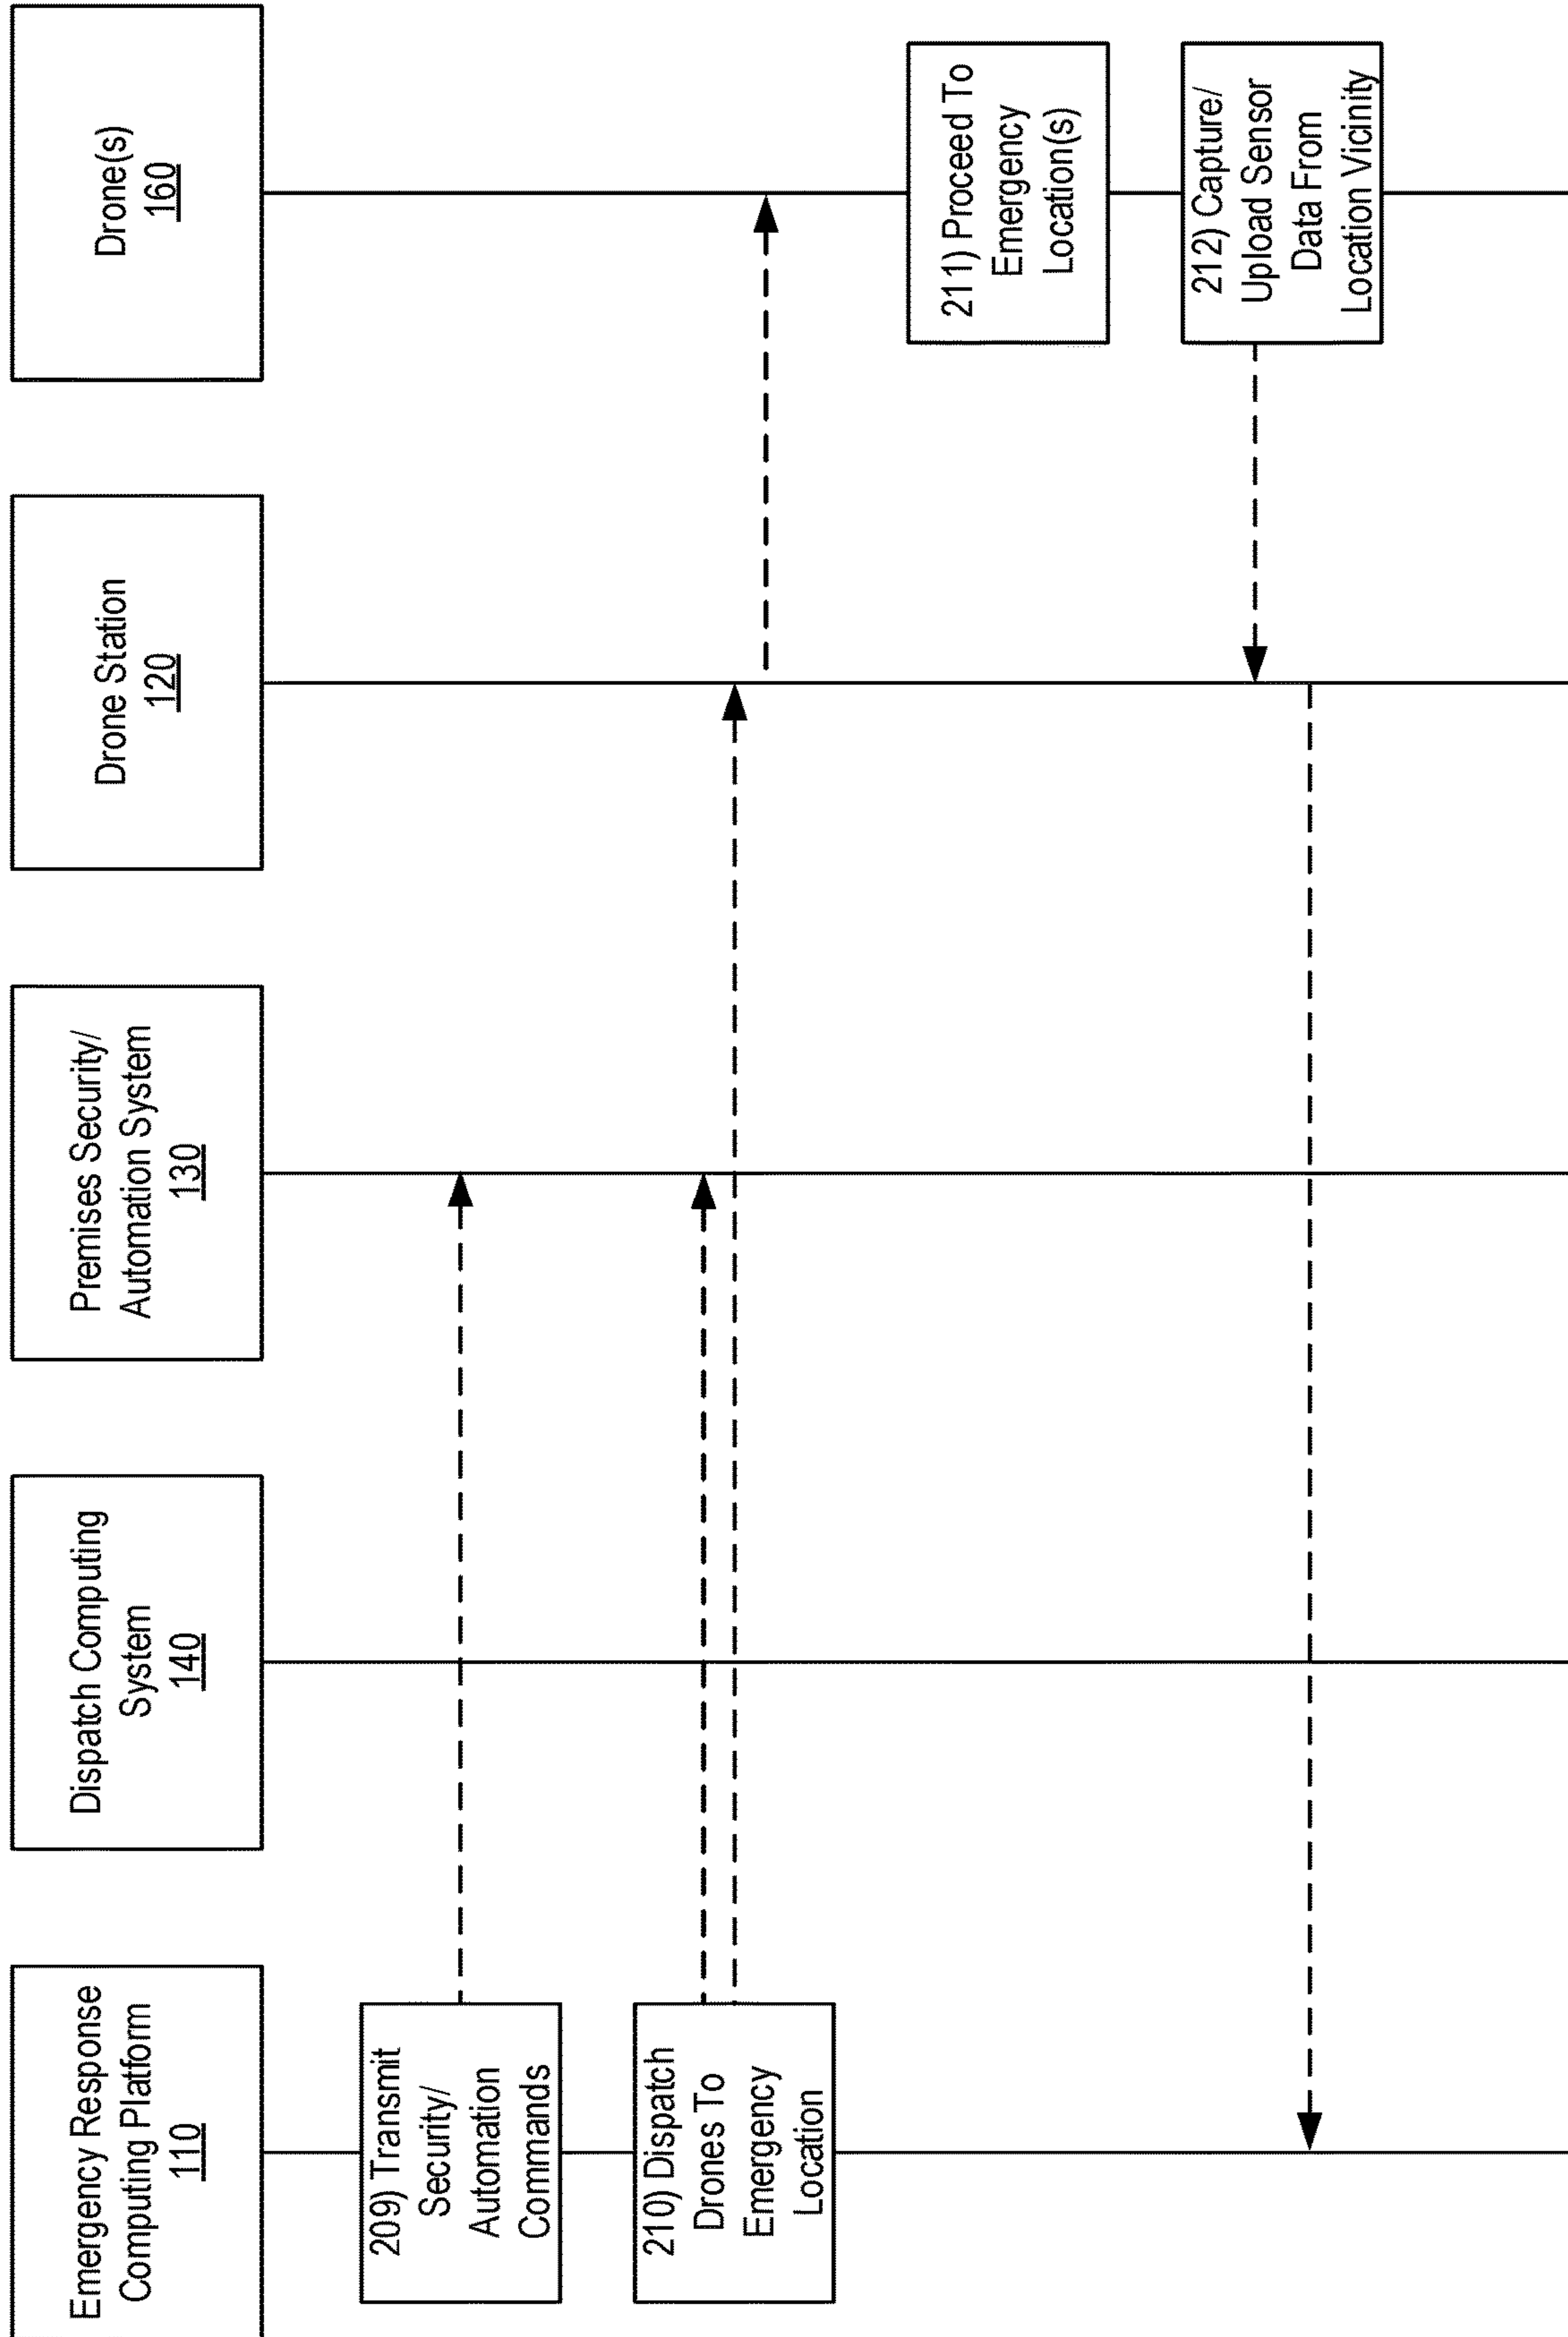 Emergency Response
Computing Platform
110
Dispatch Computing
System
140
Premises Security/
Automation System
130
Drone Station
120
Drone(s)
160
209) Transmit
Security/
Automation
Commands
210) Dispatch
Drones To
Emergency
Location
211) Proceed To
Emergency
Location(s)
212) Capture/
Upload Sensor
Data From
Location Vicinity